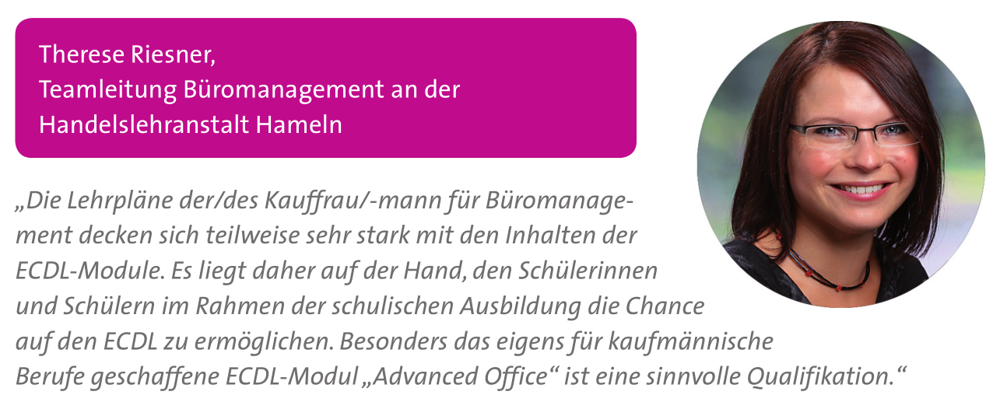 Therese Riesner,
Teamleitung Büromanagement an der
Handelslehranstalt Hameln
„Die Lehrpläne der/des Kauffrau/-mann für Büromanage-
ment decken sich teilweise sehr stark mit den Inhalten der
ECDL-Module. Es liegt daher auf der Hand, den Schülerinnen
und Schülern im Rahmen der schulischen Ausbildung die Chance
auf den ECDL zu ermöglichen. Besonders das eigens für kaufmännische
Berufe geschaffene ECDL-Modul „Advanced Office“ ist eine sinnvolle Qualifikation.“